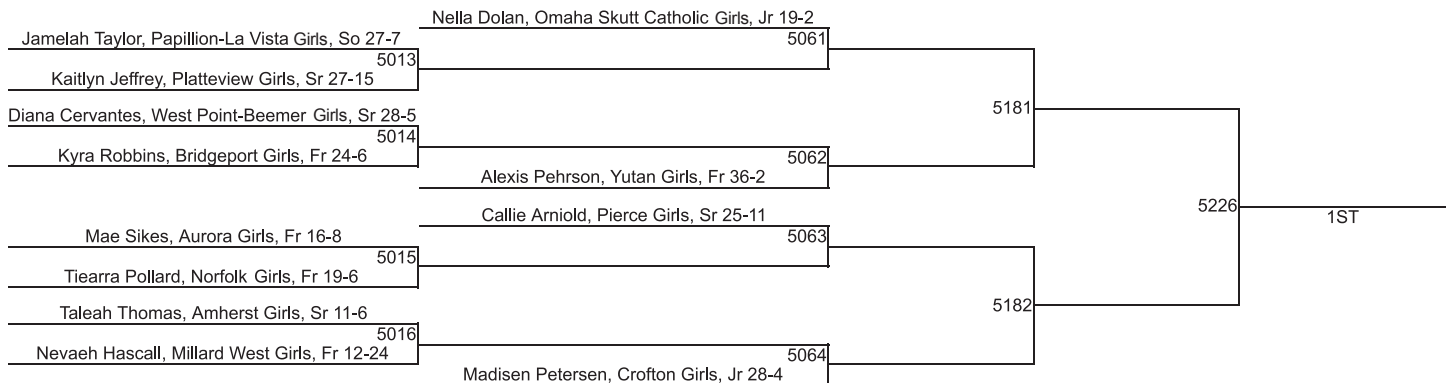 Nella Dolan, Omaha Skutt Catholic Girls, Jr 19-2
Jamelah Taylor, Papillion-La Vista Girls, So 27-7
5061
5013
Kaitlyn Jeffrey, Platteview Girls, Sr 27-15
5181
Diana Cervantes, West Point-Beemer Girls, Sr 28-5
5014
Kyra Robbins, Bridgeport Girls, Fr 24-6
5062
Alexis Pehrson, Yutan Girls, Fr 36-2
5226
1ST
Callie Arniold, Pierce Girls, Sr 25-11
Mae Sikes, Aurora Girls, Fr 16-8
5063
5015
Tiearra Pollard, Norfolk Girls, Fr 19-6
5182
Taleah Thomas, Amherst Girls, Sr 11-6
5016
Nevaeh Hascall, Millard West Girls, Fr 12-24
5064
Madisen Petersen, Crofton Girls, Jr 28-4